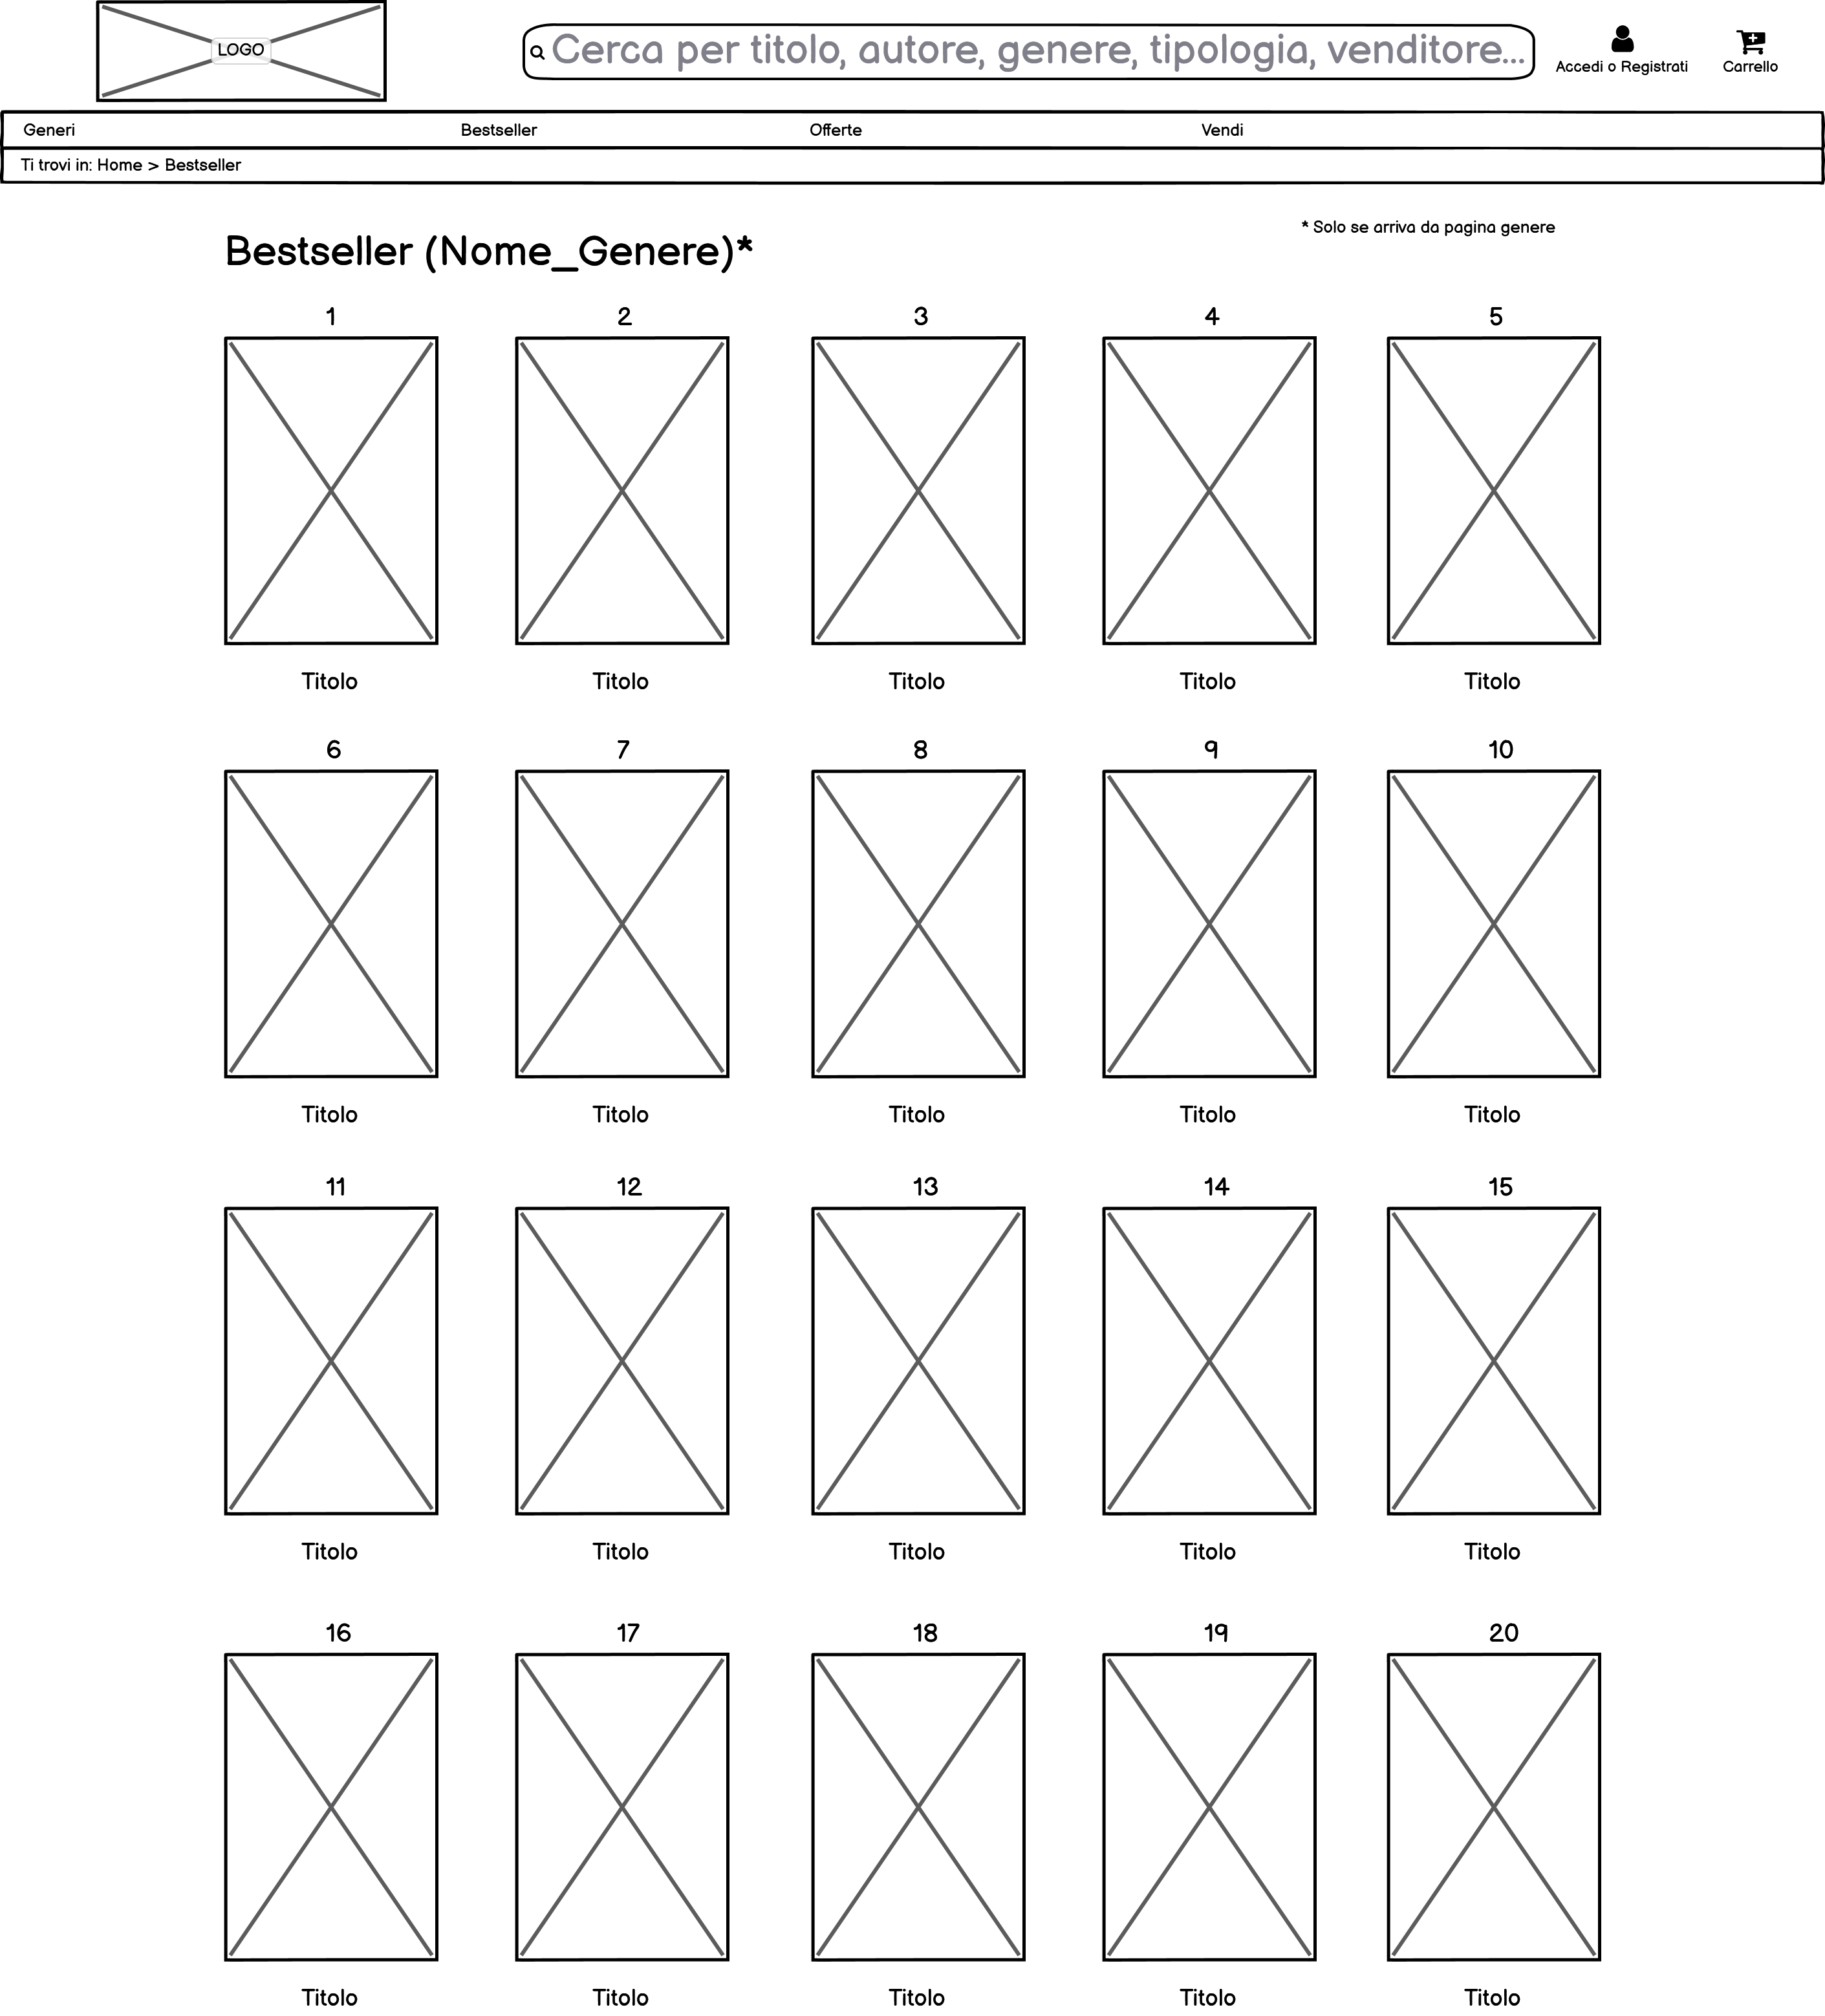 LOGO
Cerca per titolo, autore, genere, tipologia, venditore...
Accedi o Registrati
Carrello
Generi
Bestseller
Offerte
Vendi
Ti trovi in: Home > Bestseller
* Solo se arriva da pagina genere
Bestseller (Nome_Genere)*
1
2
3
4
5
Titolo
Titolo
Titolo
Titolo
Titolo
6
7
8
9
10
Titolo
Titolo
Titolo
Titolo
Titolo
11
12
13
14
15
Titolo
Titolo
Titolo
Titolo
Titolo
16
17
18
19
20
Titolo
Titolo
Titolo
Titolo
Titolo